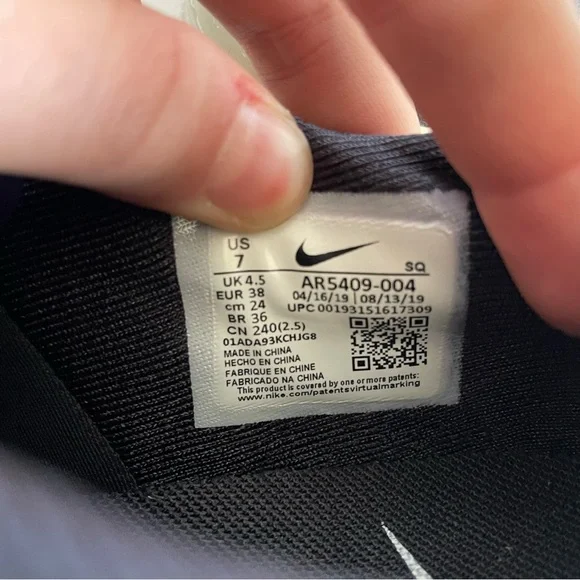 US
7
SQ
UK 4.5
EUR 38
cm 24
BR 36
CN 240(2.5)
AR5409-004
04/16/19 | 08/13/19
UPC 00193151617309
01ADA93KCHJG8
MADE IN CHINA
HECHO EN CHINA
FABRIQUE EN CHINE
FABRICADO NA CHINA
This product is covered by one or more patents:
www.nike.com/patentsvirtualmarking